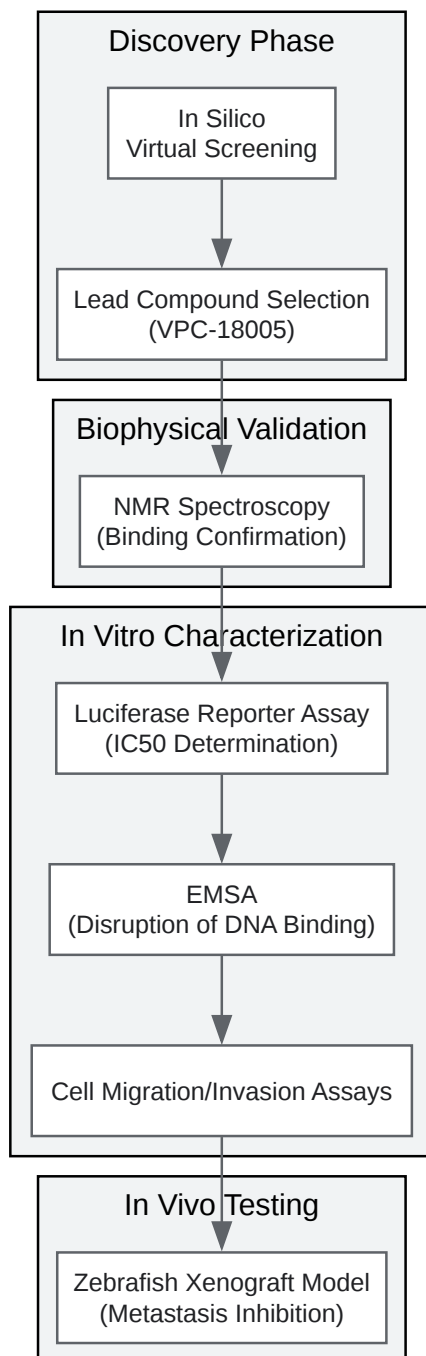 Discovery Phase
In Silico
Virtual Screening
Lead Compound Selection
(VPC-18005)
Biophysical Validation
NMR Spectroscopy
(Binding Confirmation)
In Vitro Characterization
Luciferase Reporter Assay
(IC50 Determination)
EMSA
(Disruption of DNA Binding)
Cell Migration/Invasion Assays
In Vivo Testing
Zebrafish Xenograft Model
(Metastasis Inhibition)